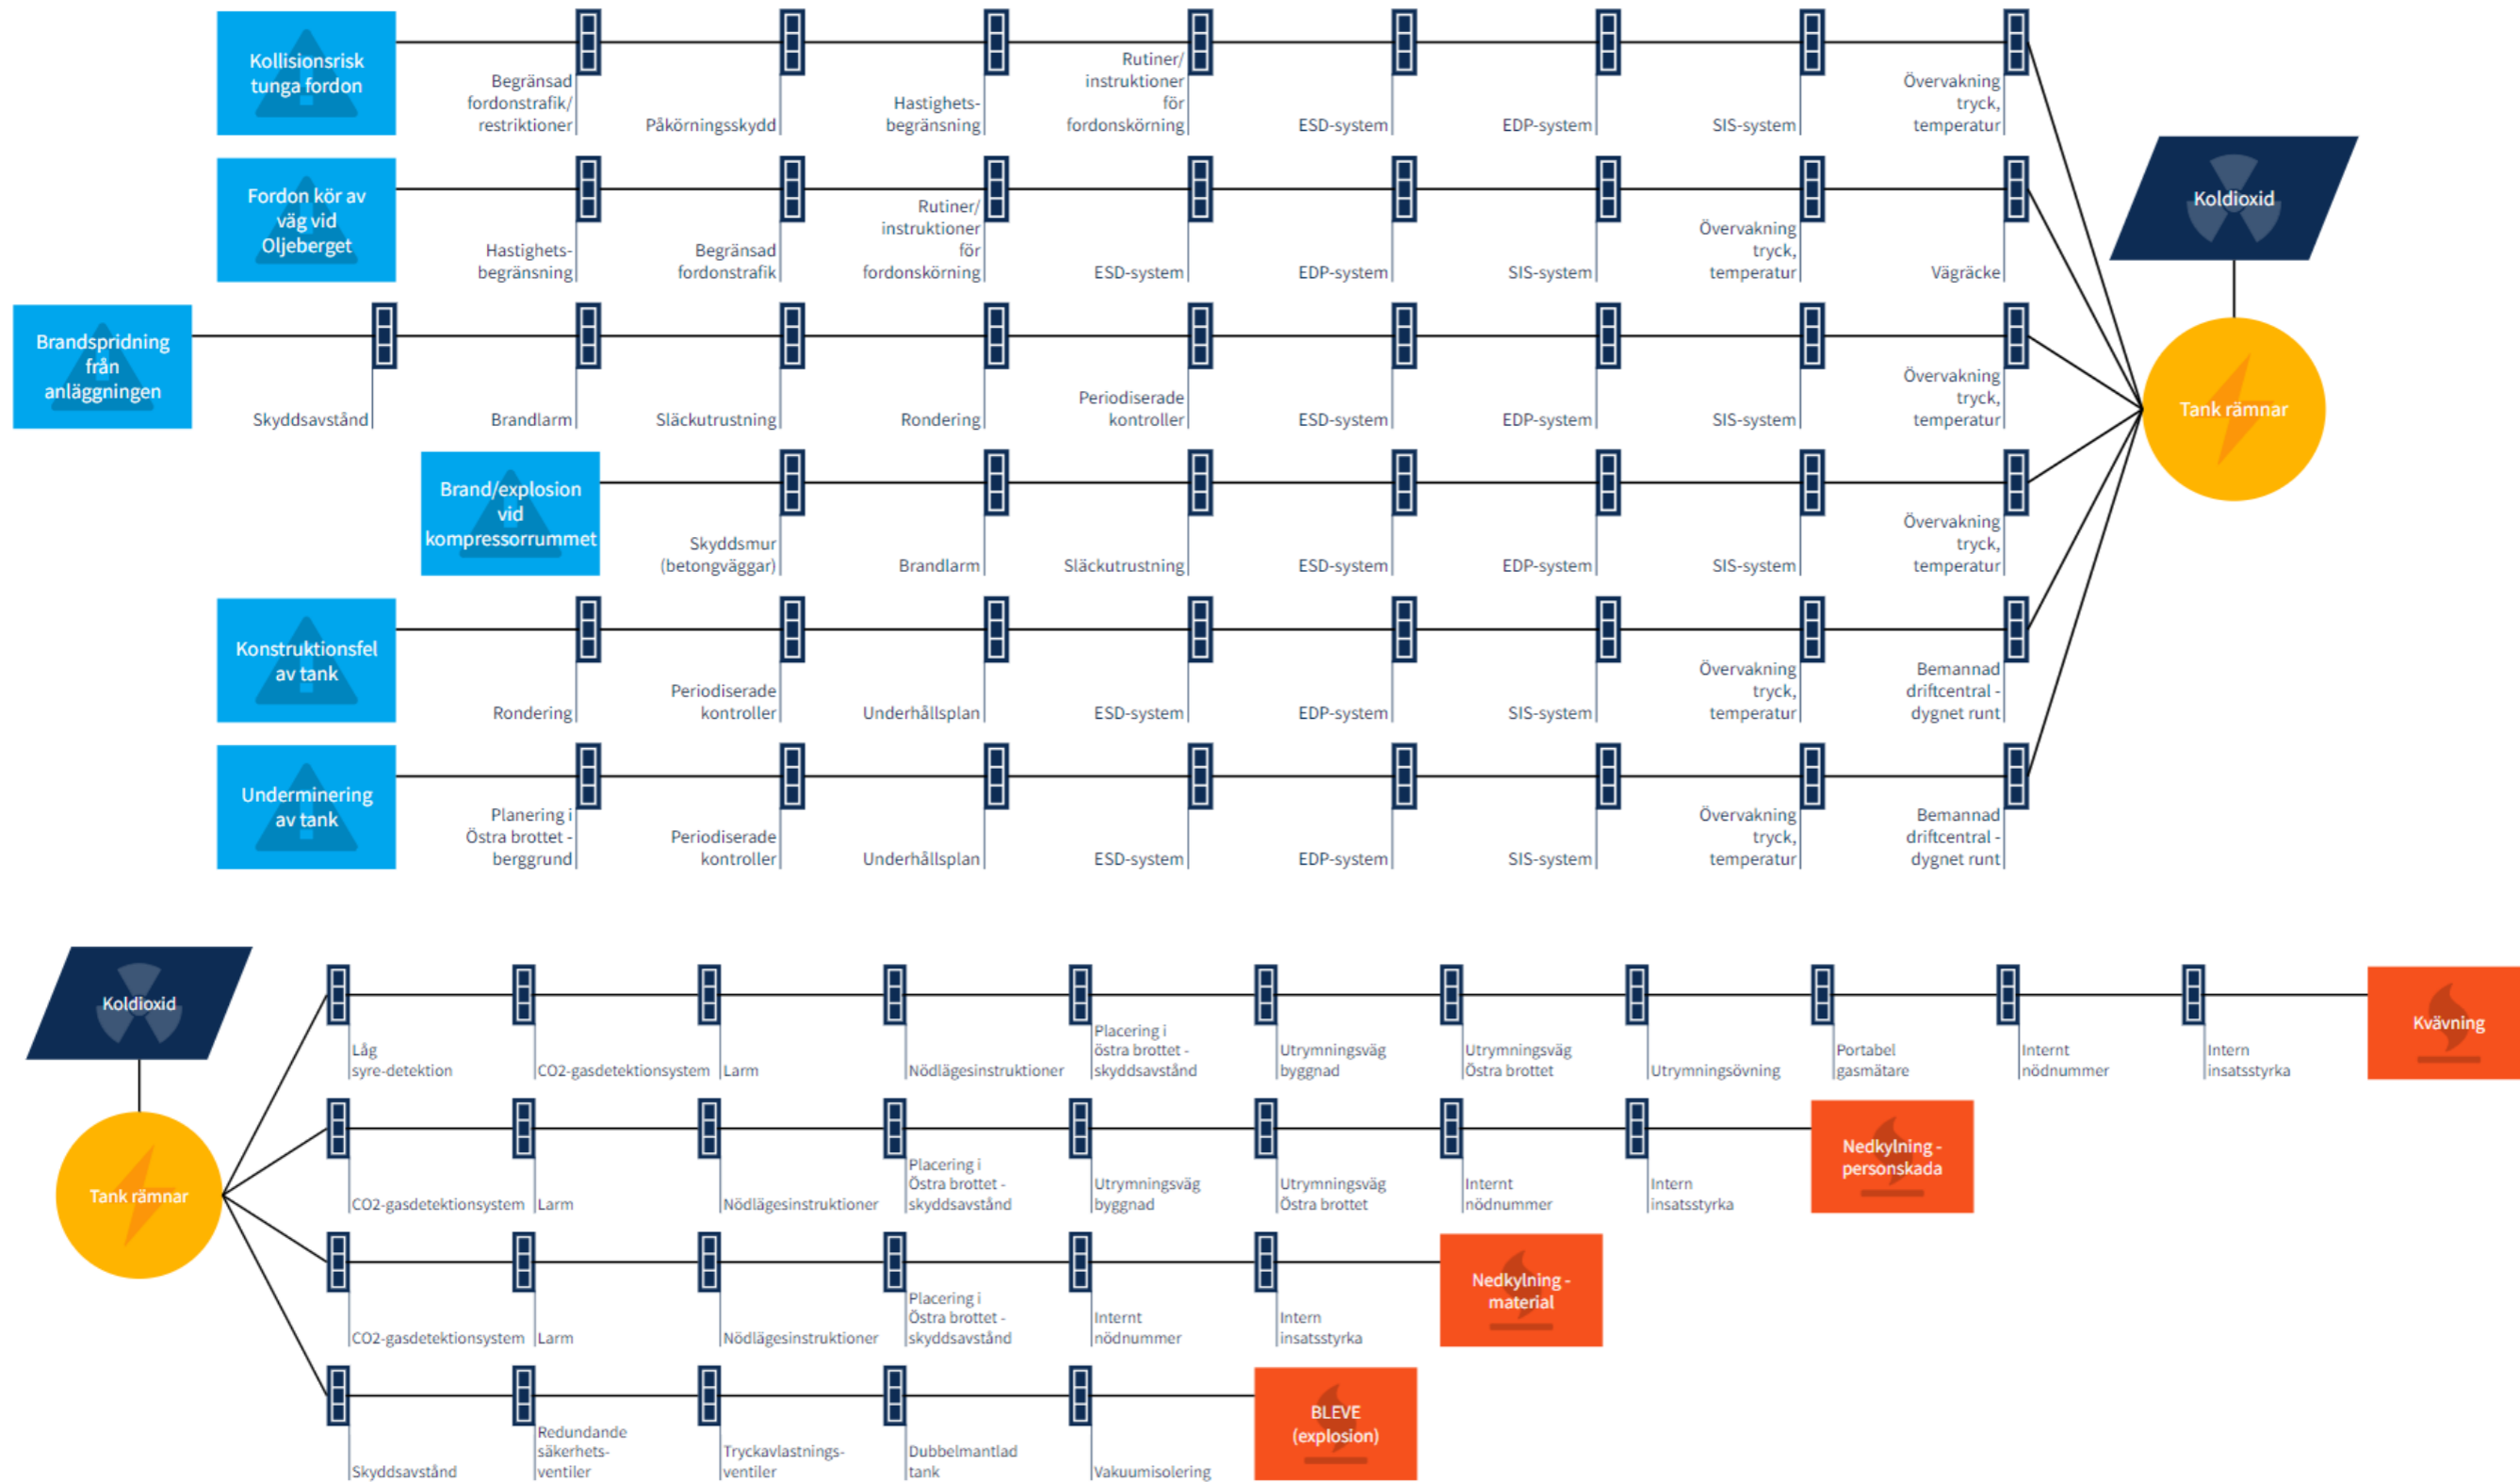 Kollisionsrisk
tunga fordon
Begränsad
fordonstrafik/
restriktioner
Påkörningsskydd
Hastighets-
begränsning
Rutiner/
instruktioner
för
fordonskörning
ESD-system
EDP-system
SIS-system
Övervakning
tryck,
temperatur
Koldioxid
Fordon kör av
väg vid
Oljeberget
Hastighets-
begränsning
Begränsad
fordonstrafik
Rutiner/
instruktioner
för
fordonskörning
ESD-system
EDP-system
SIS-system
Övervakning
tryck,
temperatur
Vägräcke
Brandspridning
från
anläggningen
Skyddsavstånd
Brandlarm
Släckutrustning
Rondering
Periodiserade
kontroller
ESD-system
EDP-system
SIS-system
Övervakning
tryck,
temperatur
Tank rämnar
Brand/explosion
vid
kompressorrummet
Skyddsmur
(betongväggar)
Brandlarm
Släckutrustning
ESD-system
EDP-system
SIS-system
Övervakning
tryck,
temperatur
Konstruktionsfel
av tank
Rondering
Periodiserade
kontroller
Underhållsplan
ESD-system
EDP-system
SIS-system
Övervakning
tryck,
temperatur
Bemannad
driftcentral -
dygnet runt
Underminering
av tank
Planering i
Östra brottet -
berggrund
Periodiserade
kontroller
Underhållsplan
ESD-system
EDP-system
SIS-system
Övervakning
tryck,
temperatur
Bemannad
driftcentral -
dygnet runt
Koldioxid
Tank rämnar
Låg
syre-detektion
CO2-gasdetektionsystem
Larm
Nödlägesinstruktioner
Placering i
östra brottet -
skyddsavstånd
Utrymningsväg
byggnad
Utrymningsväg
Östra brottet
Utrymningsövning
Portabel
gasmätare
Internt
nödnummer
Intern
insatsstyrka
Kvävning
CO2-gasdetektionsystem
Larm
Nödlägesinstruktioner
Placering i
Östra brottet -
skyddsavstånd
Utrymningsväg
byggnad
Utrymningsväg
Östra brottet
Internt
nödnummer
Intern
insatsstyrka
Nedkylning -
personskada
CO2-gasdetektionsystem
Larm
Nödlägesinstruktioner
Placering i
Östra brottet -
skyddsavstånd
Internt
nödnummer
Intern
insatsstyrka
Nedkylning -
material
Skyddsavstånd
Redundande
säkerhets-
ventiler
Tryckavlastnings-
ventiler
Dubbelmantlad
tank
Vakuumisolering
BLEVE
(explosion)